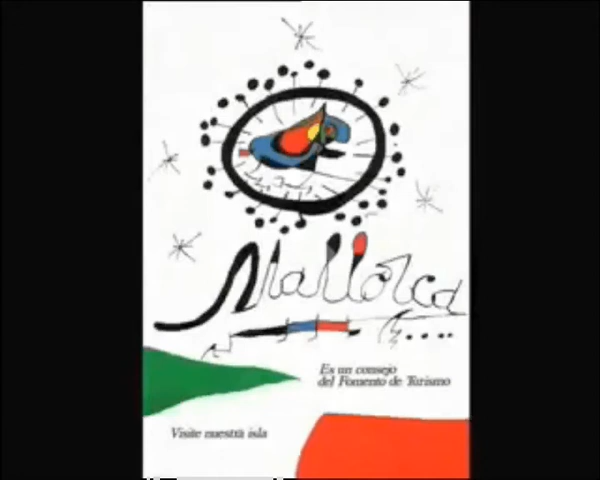 Mallorca
Es un consejo
del Fomento de Turismo
Visite nuestra isla